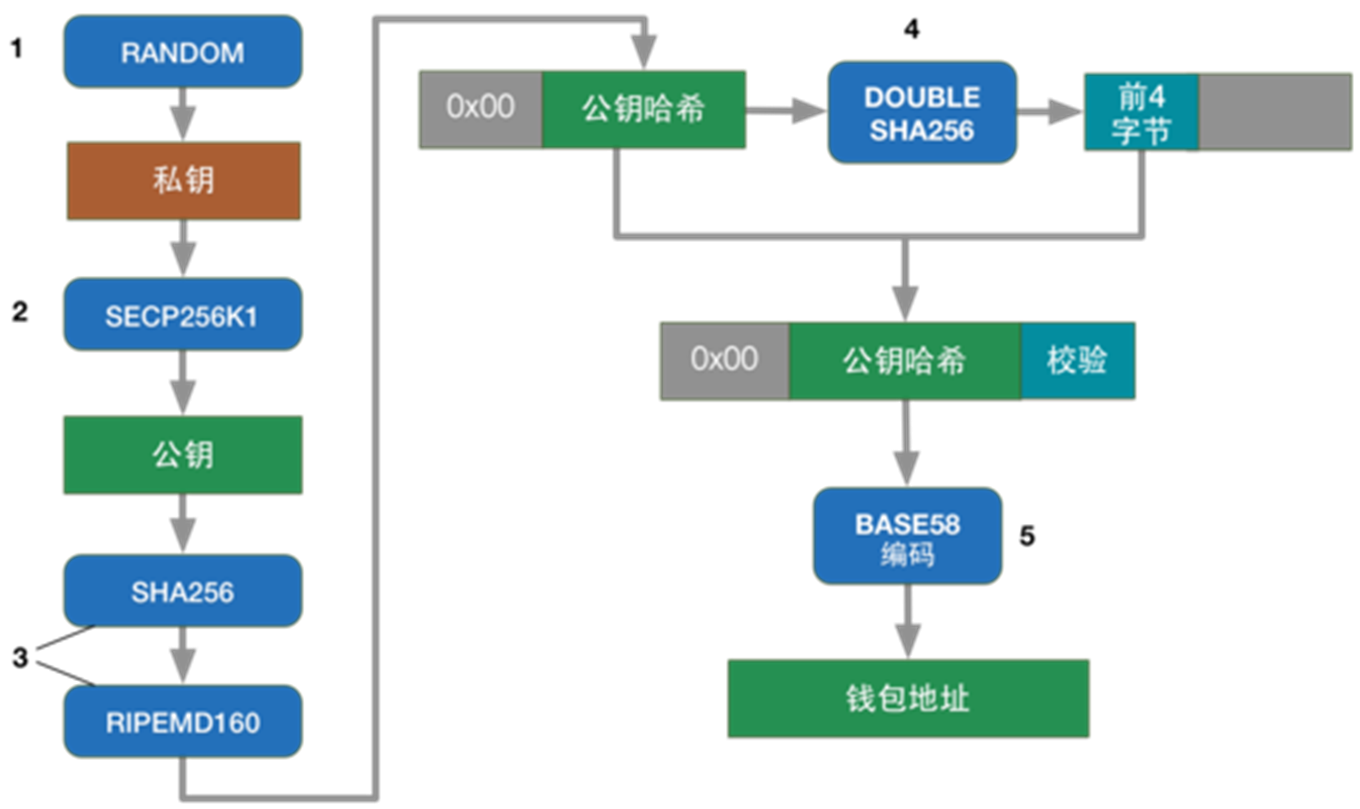 1
RANDOM
私钥
2
SECP256K1
公钥
SHA256
3
RIPEMD160
4
0x00
公钥哈希
DOUBLE
SHA256
前4
字节
0x00
公钥哈希
校验
BASE58
编码
5
钱包地址